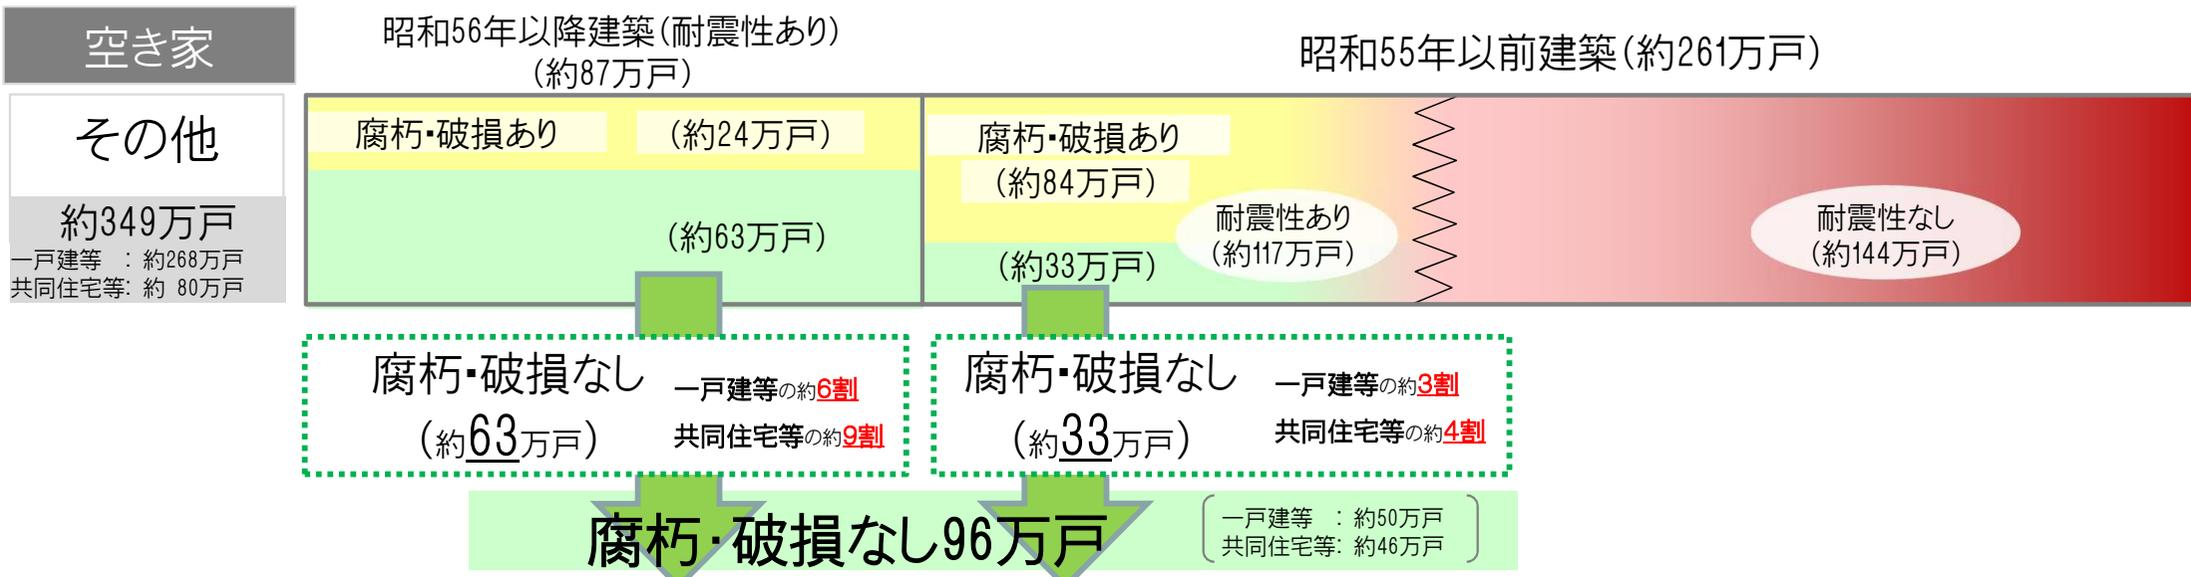 空き家
昭和56年以降建築(耐震性あり)
(約87万戸)
昭和55年以前建築(約261万戸)
その他
約349万戸
一戸建等 : 約268万戸
共同住宅等: 約 80万戸
腐朽・破損あり (約24万戸)
(約63万戸)
腐朽・破損あり
(約84万戸)
(約33万戸)
耐震性あり
(約117万戸)
耐震性なし
(約144万戸)
腐朽・破損なし
(約63万戸)
一戸建等の約6割
共同住宅等の約9割
腐朽・破損なし
(約33万戸)
一戸建等の約3割
共同住宅等の約4割
腐朽・破損なし96万戸
一戸建等 : 約50万戸
共同住宅等: 約46万戸